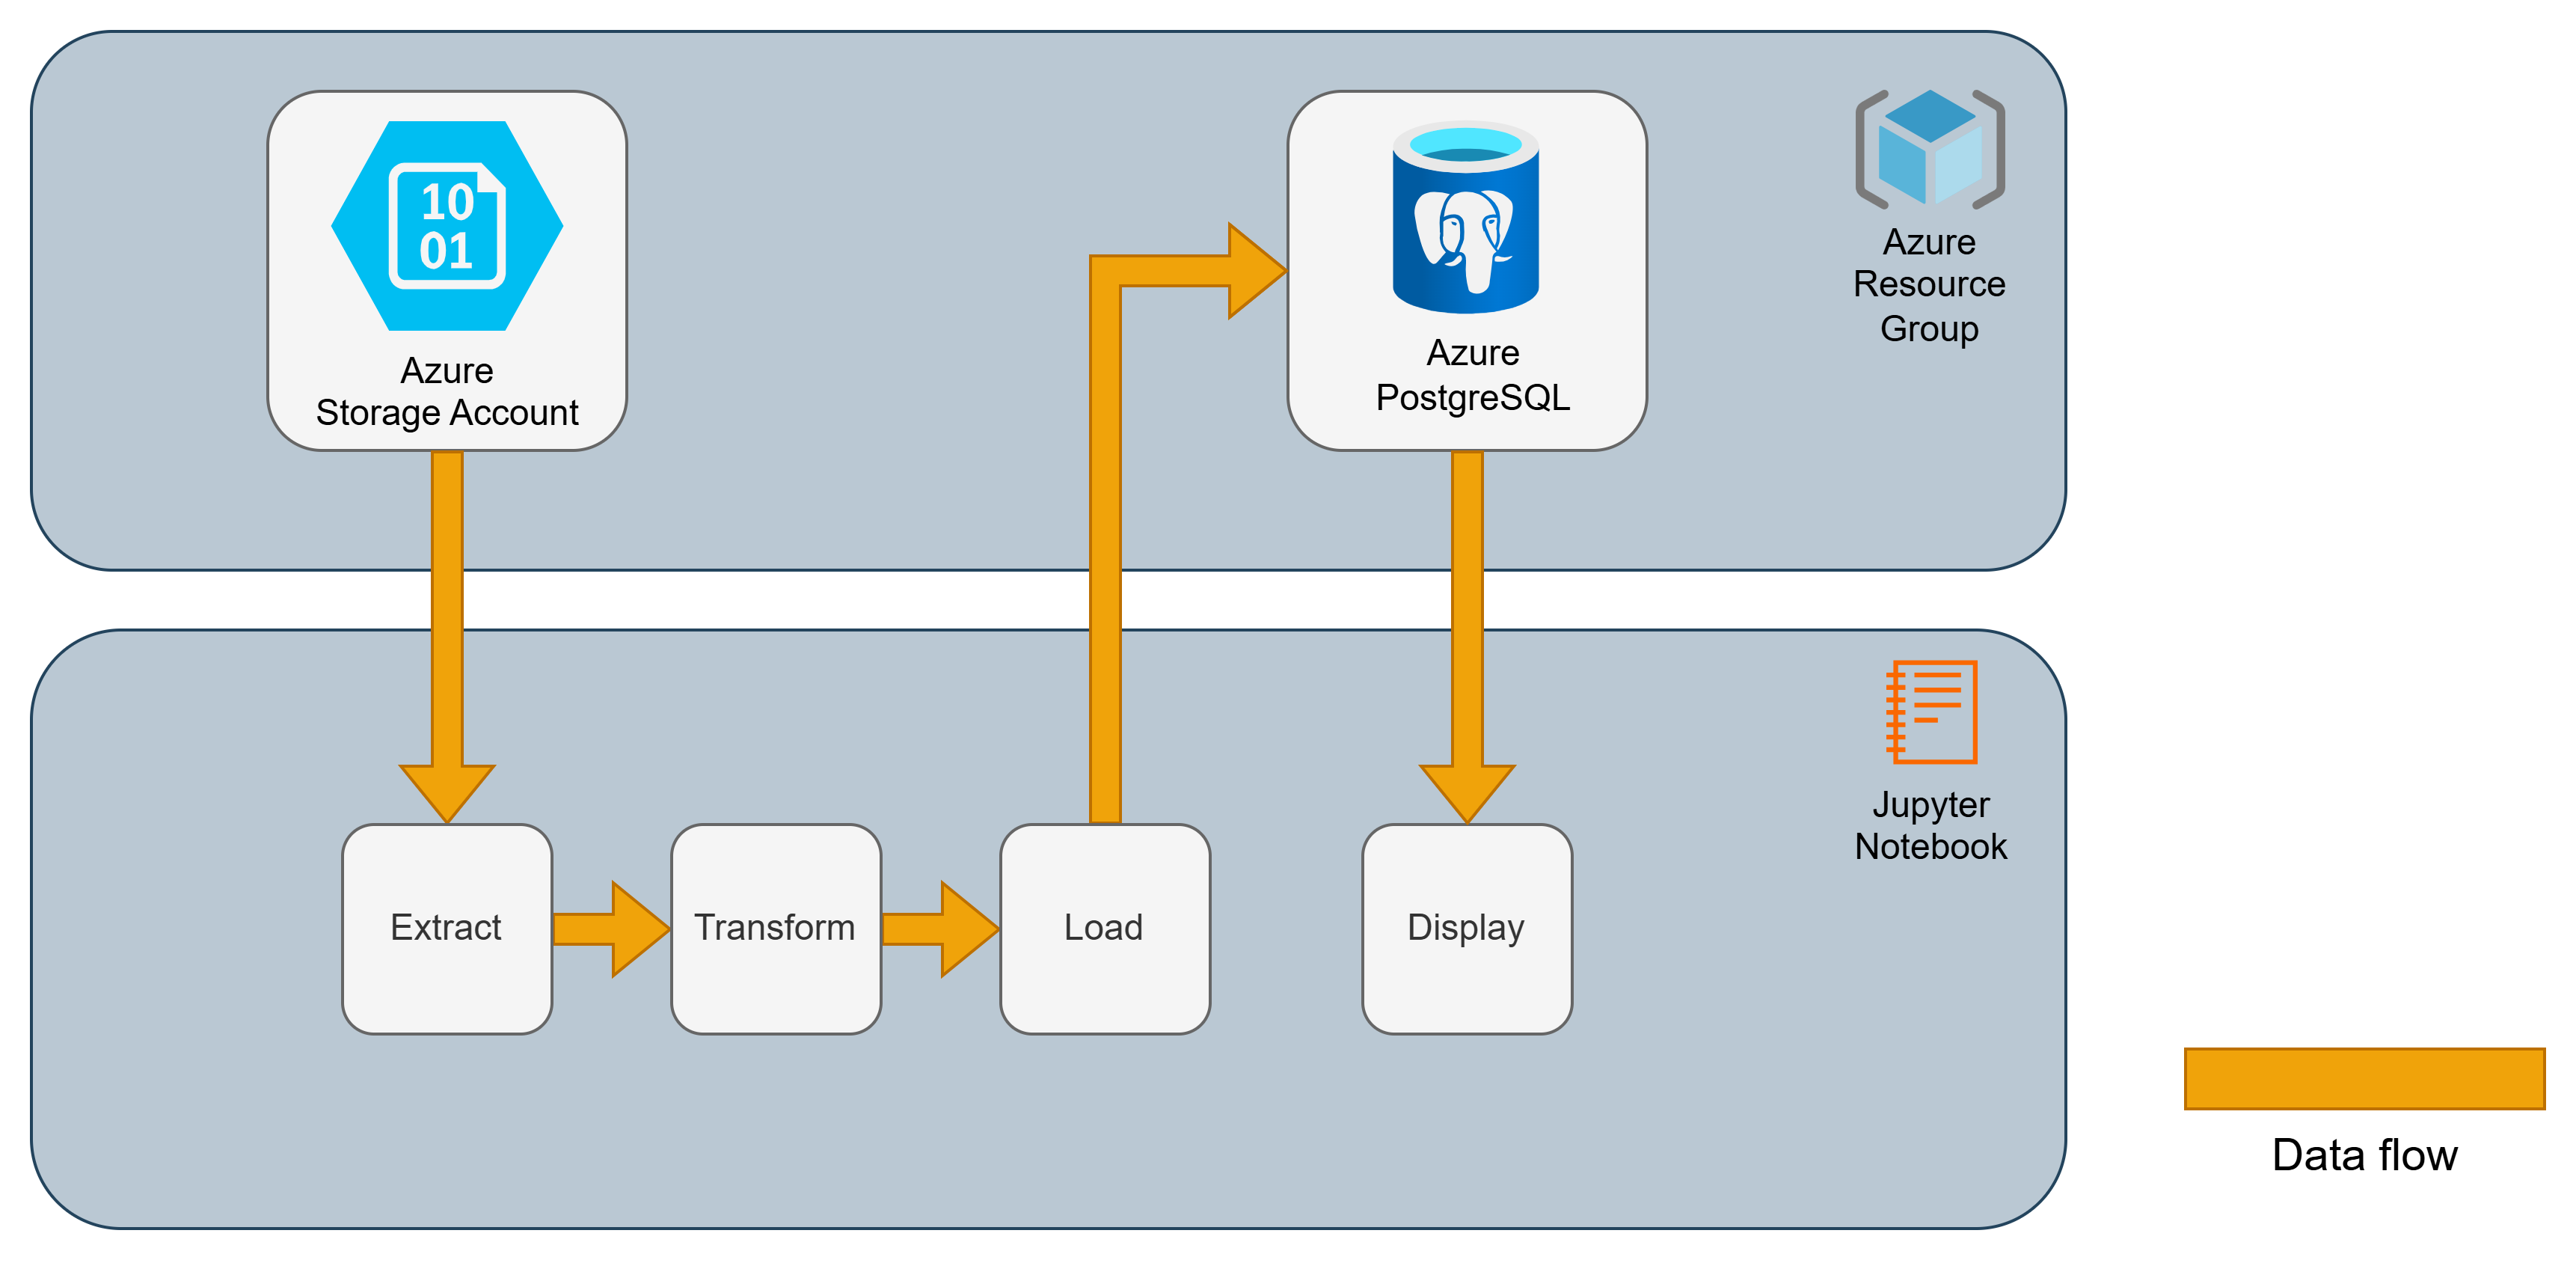 10
01
Azure
Storage Account
Azure
PostgreSQL
Azure
Resource
Group
Jupyter
Notebook
Extract
Transform
Load
Display
Data flow